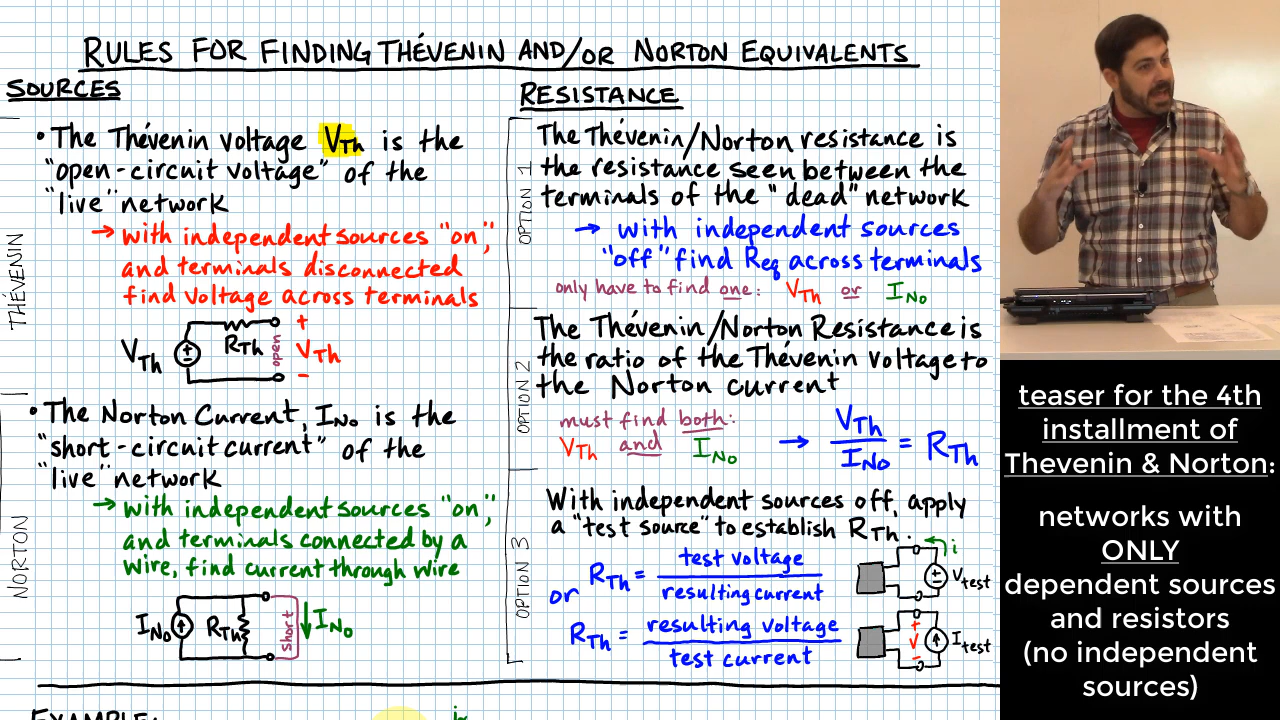 RULES FOR FINDING THÉVENIN AND/OR NORTON EQUIVALENTS
SOURCES
THÉVENIN
• The Thévenin voltage VTh is the
"open-circuit voltage" of the
"live" network
→ with independent sources "on,"
and terminals disconnected
find voltage across terminals
VTh
RTh
open
+
VTh
-
NORTON
• The Norton Current, INo is the
"short-circuit current" of the
"live" network
→ with independent sources "on,"
and terminals connected by a
wire, find current through wire
INo
RTh
short
INo
RESISTANCE
OPTION 1
The Thévenin/Norton resistance is
the resistance seen between the
terminals of the "dead" network
→ with independent sources
"off" find Req across terminals
only have to find one: VTh or INo
OPTION 2
The Thévenin/Norton Resistance is
the ratio of the Thévenin voltage to
the Norton current
must find both:
VTh and INo
→ VTh / INo = RTh
OPTION 3
With independent sources off, apply
a "test source" to establish RTh.
RTh = test voltage / resulting current
or
RTh = resulting voltage / test current
i
Vtest
+
V
-
Itest
EXAMPLE:
teaser for the 4th
installment of
Thevenin & Norton:
networks with
ONLY
dependent sources
and resistors
(no independent
sources)